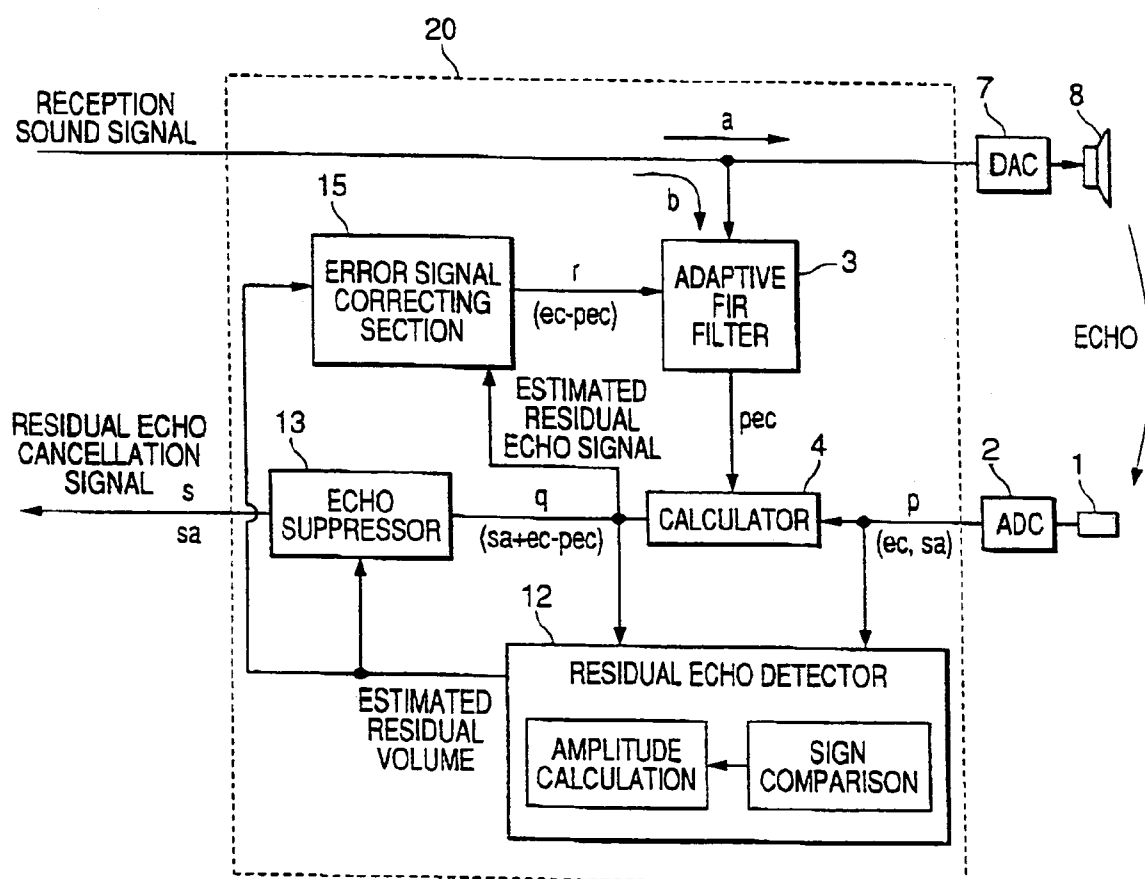 20
RECEPTION
SOUND SIGNAL
a
7
8
DAC
b
15
3
ERROR SIGNAL
CORRECTING
SECTION
r
(ec-pec)
ADAPTIVE
FIR
FILTER
ECHO
ESTIMATED
RESIDUAL
ECHO SIGNAL
pec
RESIDUAL ECHO
CANCELLATION
SIGNAL
s
sa
13
ECHO
SUPPRESSOR
q
(sa+ec-pec)
4
CALCULATOR
p
(ec, sa)
2
ADC
1
12
RESIDUAL ECHO DETECTOR
ESTIMATED
RESIDUAL
VOLUME
AMPLITUDE
CALCULATION
SIGN
COMPARISON